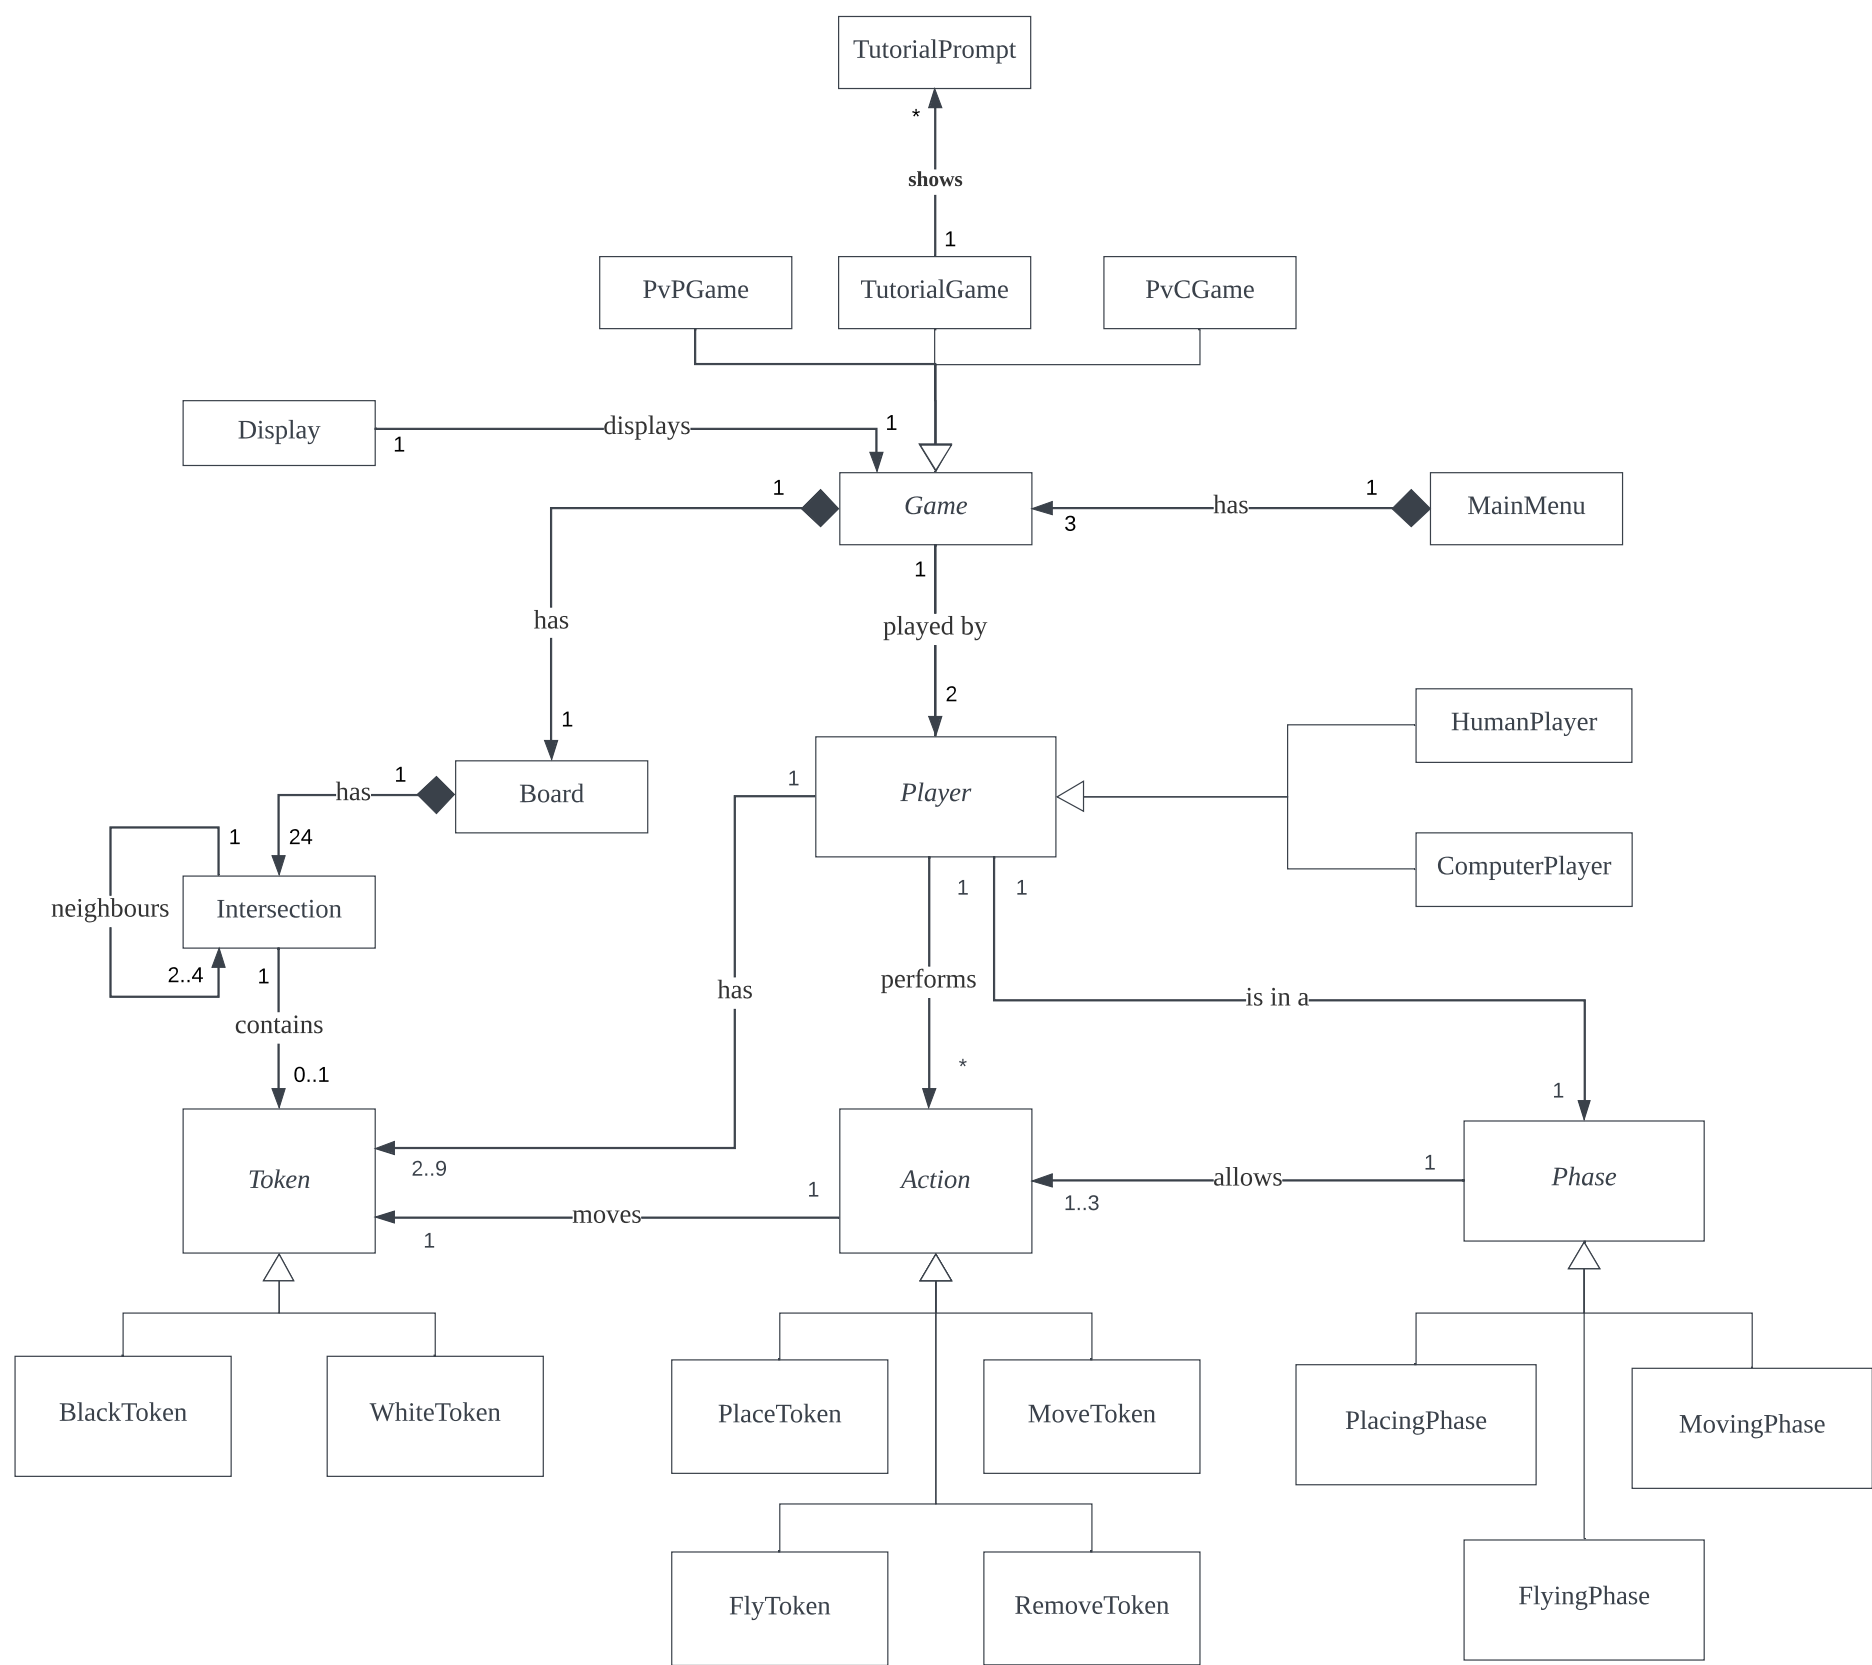 TutorialPrompt
*
shows
1
PvPGame
TutorialGame
PvCGame
Display
1
displays
1
1
Game
3
has
1
MainMenu
1
has
1
played by
2
HumanPlayer
ComputerPlayer
Player
1
Board
1
has
24
1
neighbours
Intersection
2..4
1
contains
0..1
has
1
performs
*
1
is in a
1
Token
2..9
1
moves
1
Action
1..3
allows
1
Phase
BlackToken
WhiteToken
PlaceToken
MoveToken
PlacingPhase
MovingPhase
FlyToken
RemoveToken
FlyingPhase